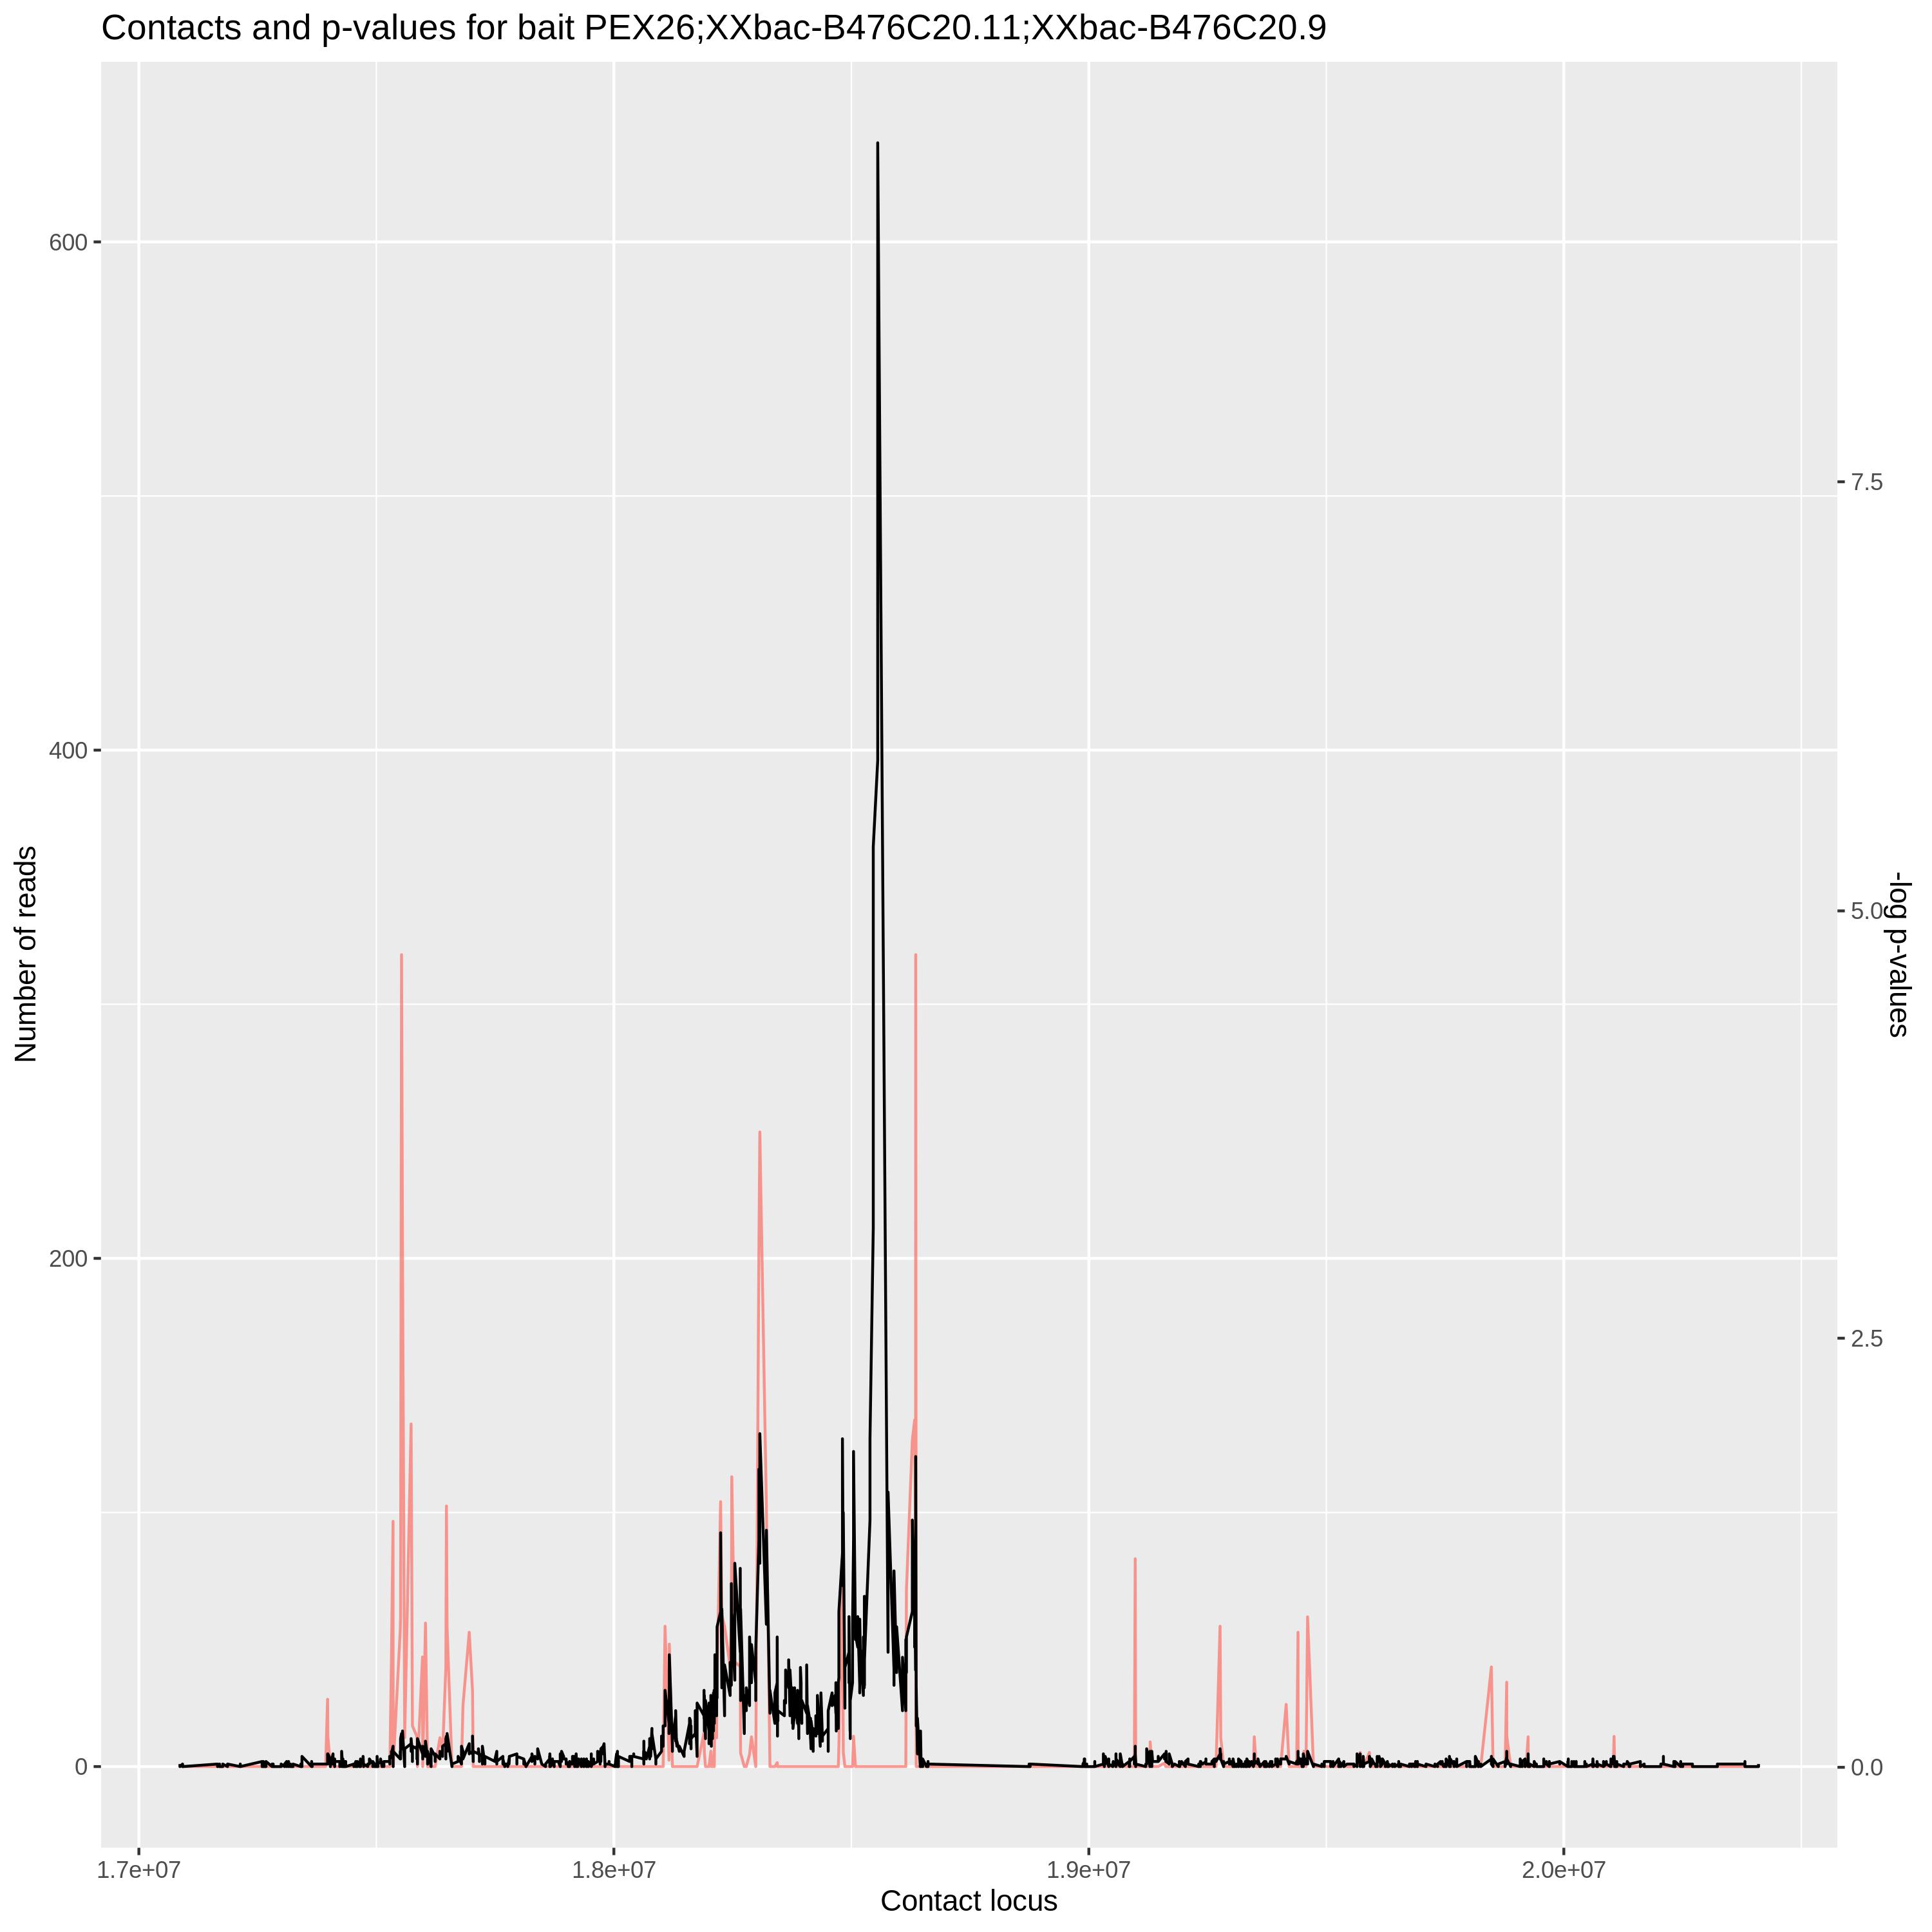 Contacts and p-values for bait PEX26;XXbac-B476C20.11;XXbac-B476C20.9
600
400
200
0
Number of reads
7.5
5.0
2.5
0.0
-log p-values
1.7e+07
1.8e+07
1.9e+07
2.0e+07
Contact locus